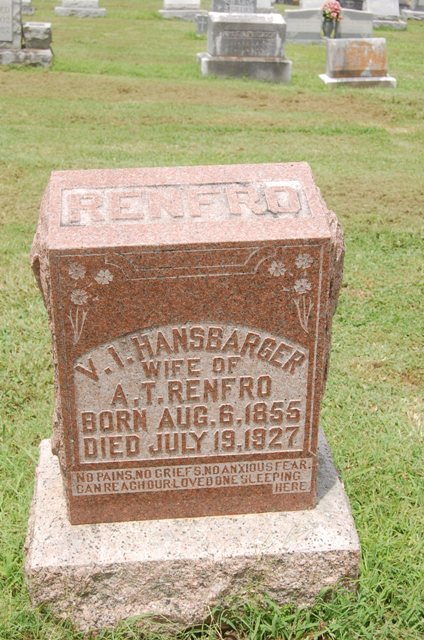 RENFRO
V. I. HANSBARGER
WIFE OF
A. T. RENFRO
BORN AUG. 6, 1855
DIED JULY 19, 1927
NO PAINS, NO GRIEFS, NO ANXIOUS FEAR.
CAN REACH OUR LOVED ONE SLEEPING
HERE